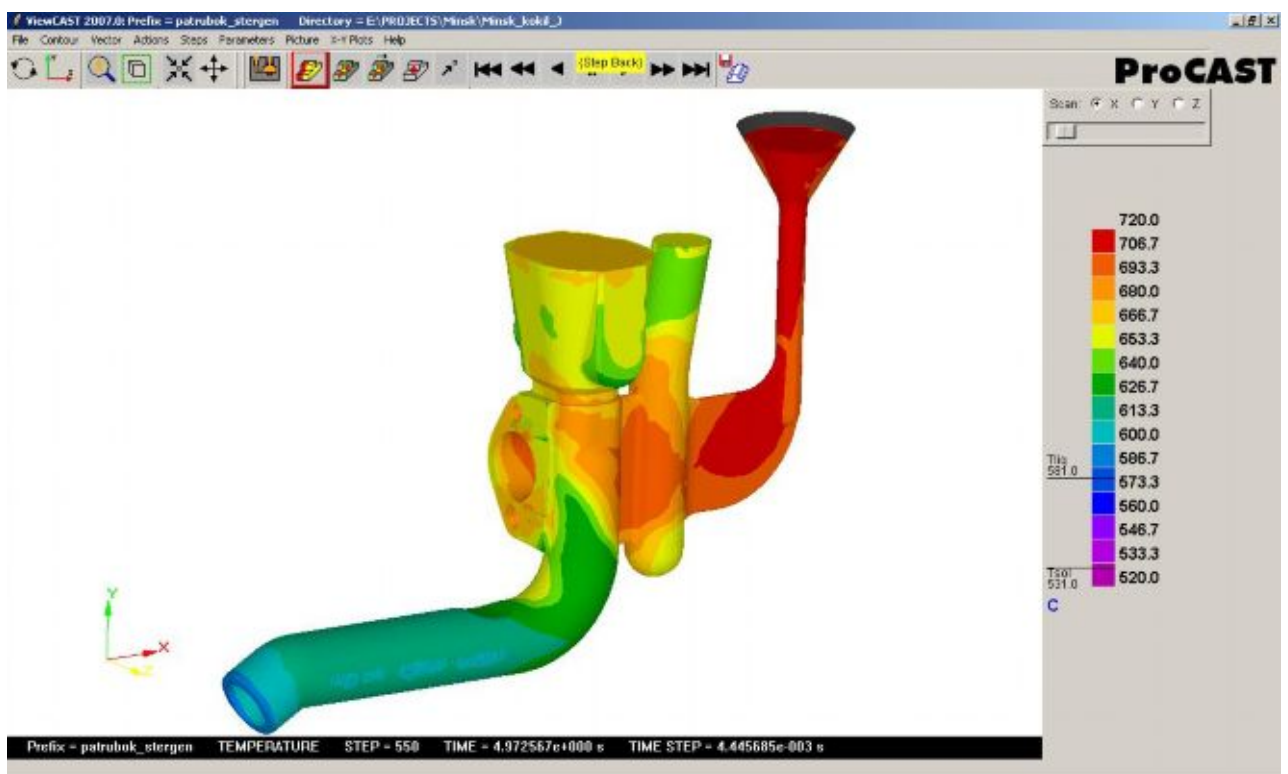 ViewCAST 2007.0: Prefix = patrubok_stergen Directory = E:\PROJECTS\Minsk\Minsk_kokil_)
File Contour Vector Actions Steps Parameters Picture X-Y Plots Help
(Step Back)
ProCAST
Scan: X Y Z
720.0
706.7
693.3
680.0
666.7
653.3
640.0
626.7
613.3
600.0
586.7
573.3
560.0
546.7
533.3
520.0
Tliq
581.0
Tsol
531.0
C
Y
X
Z
Prefix = patrubok_stergen TEMPERATURE STEP = 550 TIME = 4.972567e+000 s TIME STEP = 4.445685e-003 s